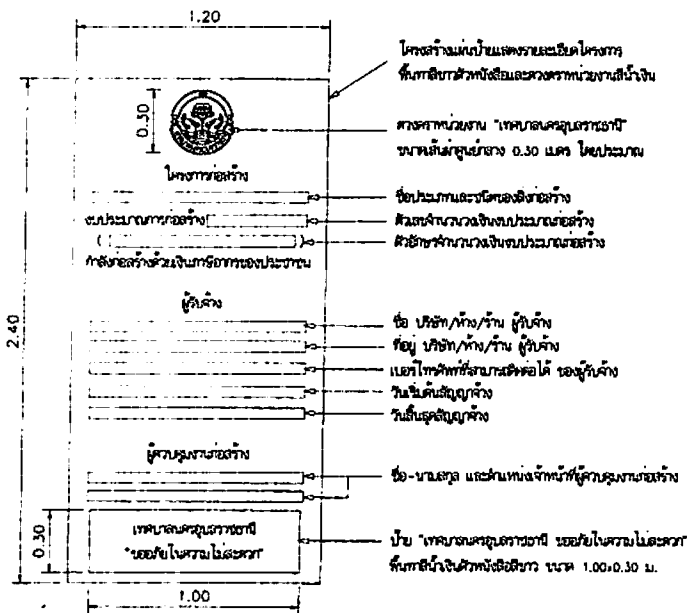 1.20
โครงสร้างแผ่นป้ายแสดงรายละเอียดโครงการ
พื้นทาสีขาวตัวหนังสือและดวงตราหน่วยงานสีน้ำเงิน
0.30
ดวงตราหน่วยงาน "เทศบาลนครอุบลราชธานี"
ขนาดเส้นผ่าศูนย์กลาง 0.30 เมตร โดยประมาณ
โครงการก่อสร้าง
ชื่อประเภทและชนิดของสิ่งก่อสร้าง
งบประมาณการก่อสร้าง
ตัวเลขจำนวนวงเงินงบประมาณก่อสร้าง
( )
ตัวอักษรจำนวนวงเงินงบประมาณก่อสร้าง
กำลังก่อสร้างด้วยเงินภาษีอากรของประชาชน
2.40
ผู้รับจ้าง
ชื่อ บริษัท/ห้าง/ร้าน ผู้รับจ้าง
ที่อยู่ บริษัท/ห้าง/ร้าน ผู้รับจ้าง
เบอร์โทรศัพท์ที่สามารถติดต่อได้ ของผู้รับจ้าง
วันเริ่มต้นสัญญาจ้าง
วันสิ้นสุดสัญญาจ้าง
ผู้ควบคุมงานก่อสร้าง
ชื่อ-นามสกุล และตำแหน่งเจ้าหน้าที่ผู้ควบคุมงานก่อสร้าง
0.30
เทศบาลนครอุบลราชธานี
"ขออภัยในความไม่สะดวก"
ป้าย "เทศบาลนครอุบลราชธานี ขออภัยในความไม่สะดวก"
พื้นทาสีน้ำเงินตัวหนังสือสีขาว ขนาด 1.00x0.30 ม.
1.00